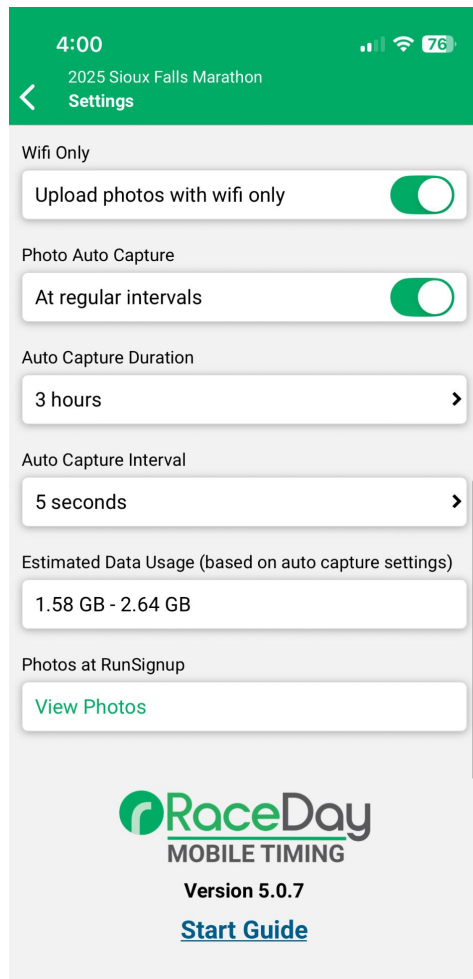 4:00
76
2025 Sioux Falls Marathon
Settings
Wifi Only
Upload photos with wifi only
Photo Auto Capture
At regular intervals
Auto Capture Duration
3 hours
Auto Capture Interval
5 seconds
Estimated Data Usage (based on auto capture settings)
1.58 GB - 2.64 GB
Photos at RunSignup
View Photos
RaceDay
MOBILE TIMING
Version 5.0.7
Start Guide